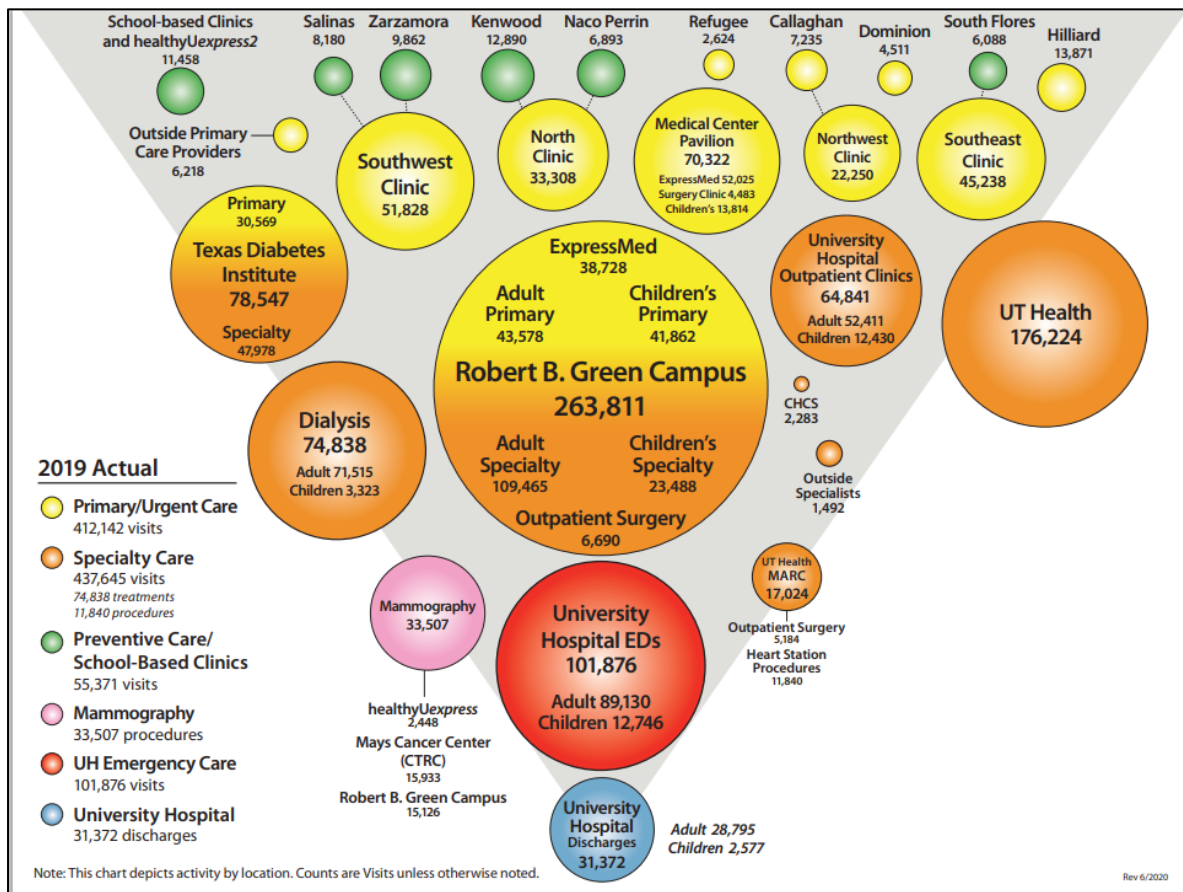 School-based Clinics
and healthyUexpress2
11,458
Salinas
8,180
Zarzamora
9,862
Kenwood
12,890
Naco Perrin
6,893
Refugee
2,624
Callaghan
7,235
Dominion
4,511
South Flores
6,088
Hilliard
13,871
Outside Primary
Care Providers
6,218
Southwest
Clinic
51,828
North
Clinic
33,308
Medical Center
Pavilion
70,322
ExpressMed 52,025
Surgery Clinic 4,483
Children's 13,814
Northwest
Clinic
22,250
Southeast
Clinic
45,238
Primary
30,569
Texas Diabetes
Institute
78,547
Specialty
47,978
ExpressMed
38,728
Adult
Primary
43,578
Children's
Primary
41,862
Robert B. Green Campus
263,811
Adult
Specialty
109,465
Children's
Specialty
23,488
Outpatient Surgery
6,690
University
Hospital
Outpatient Clinics
64,841
Adult 52,411
Children 12,430
UT Health
176,224
CHCS
2,283
Outside
Specialists
1,492
Dialysis
74,838
Adult 71,515
Children 3,323
UT Health
MARC
17,024
Outpatient Surgery
5,184
Heart Station
Procedures
11,840
Mammography
33,507
healthyUexpress
2,448
Mays Cancer Center
(CTRC)
15,933
Robert B. Green Campus
15,126
University
Hospital EDs
101,876
Adult 89,130
Children 12,746
University
Hospital
Discharges
31,372
Adult 28,795
Children 2,577
2019 Actual
Primary/Urgent Care
412,142 visits
Specialty Care
437,645 visits
74,838 treatments
11,840 procedures
Preventive Care/
School-Based Clinics
55,371 visits
Mammography
33,507 procedures
UH Emergency Care
101,876 visits
University Hospital
31,372 discharges
Note: This chart depicts activity by location. Counts are Visits unless otherwise noted.
Rev 6/2020